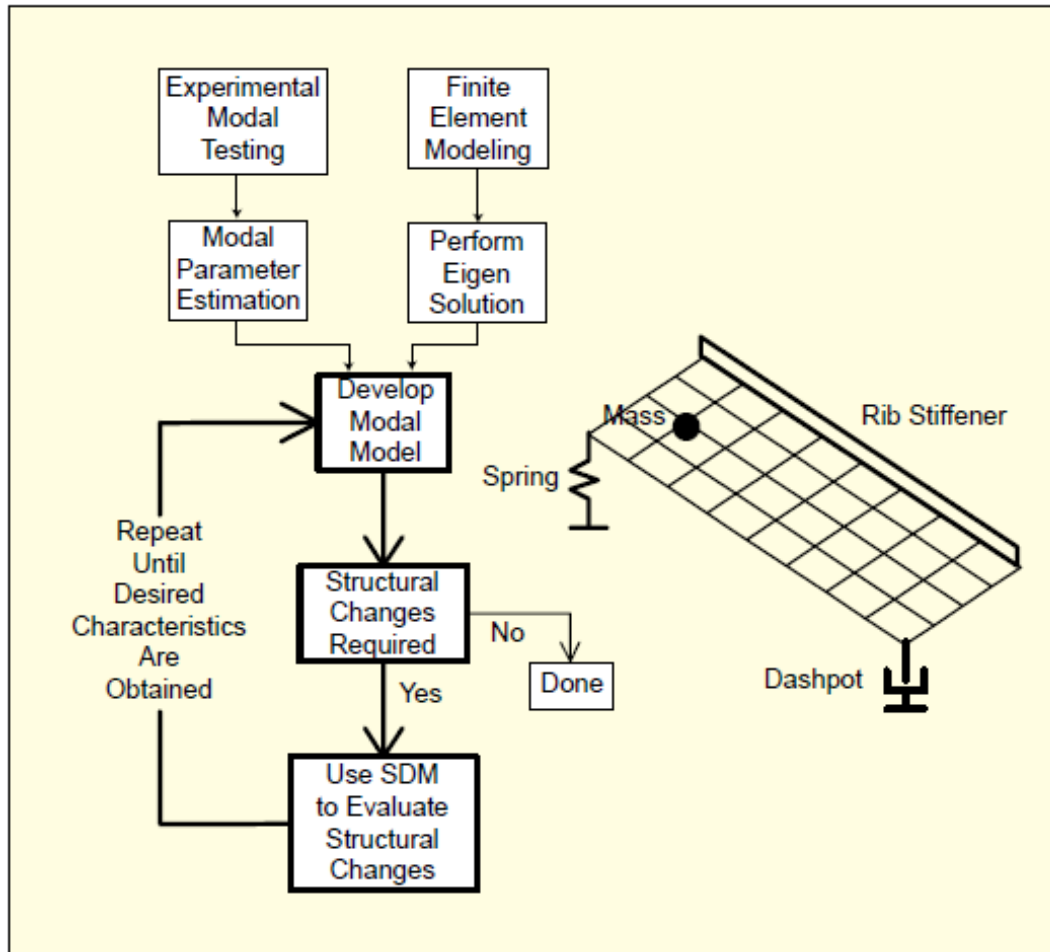 Experimental
Modal
Testing
Finite
Element
Modeling
Modal
Parameter
Estimation
Perform
Eigen
Solution
Develop
Modal
Model
Mass
Rib Stiffener
Spring
Repeat
Until
Desired
Characteristics
Are
Obtained
Structural
Changes
Required
No
Done
Dashpot
Yes
Use SDM
to Evaluate
Structural
Changes